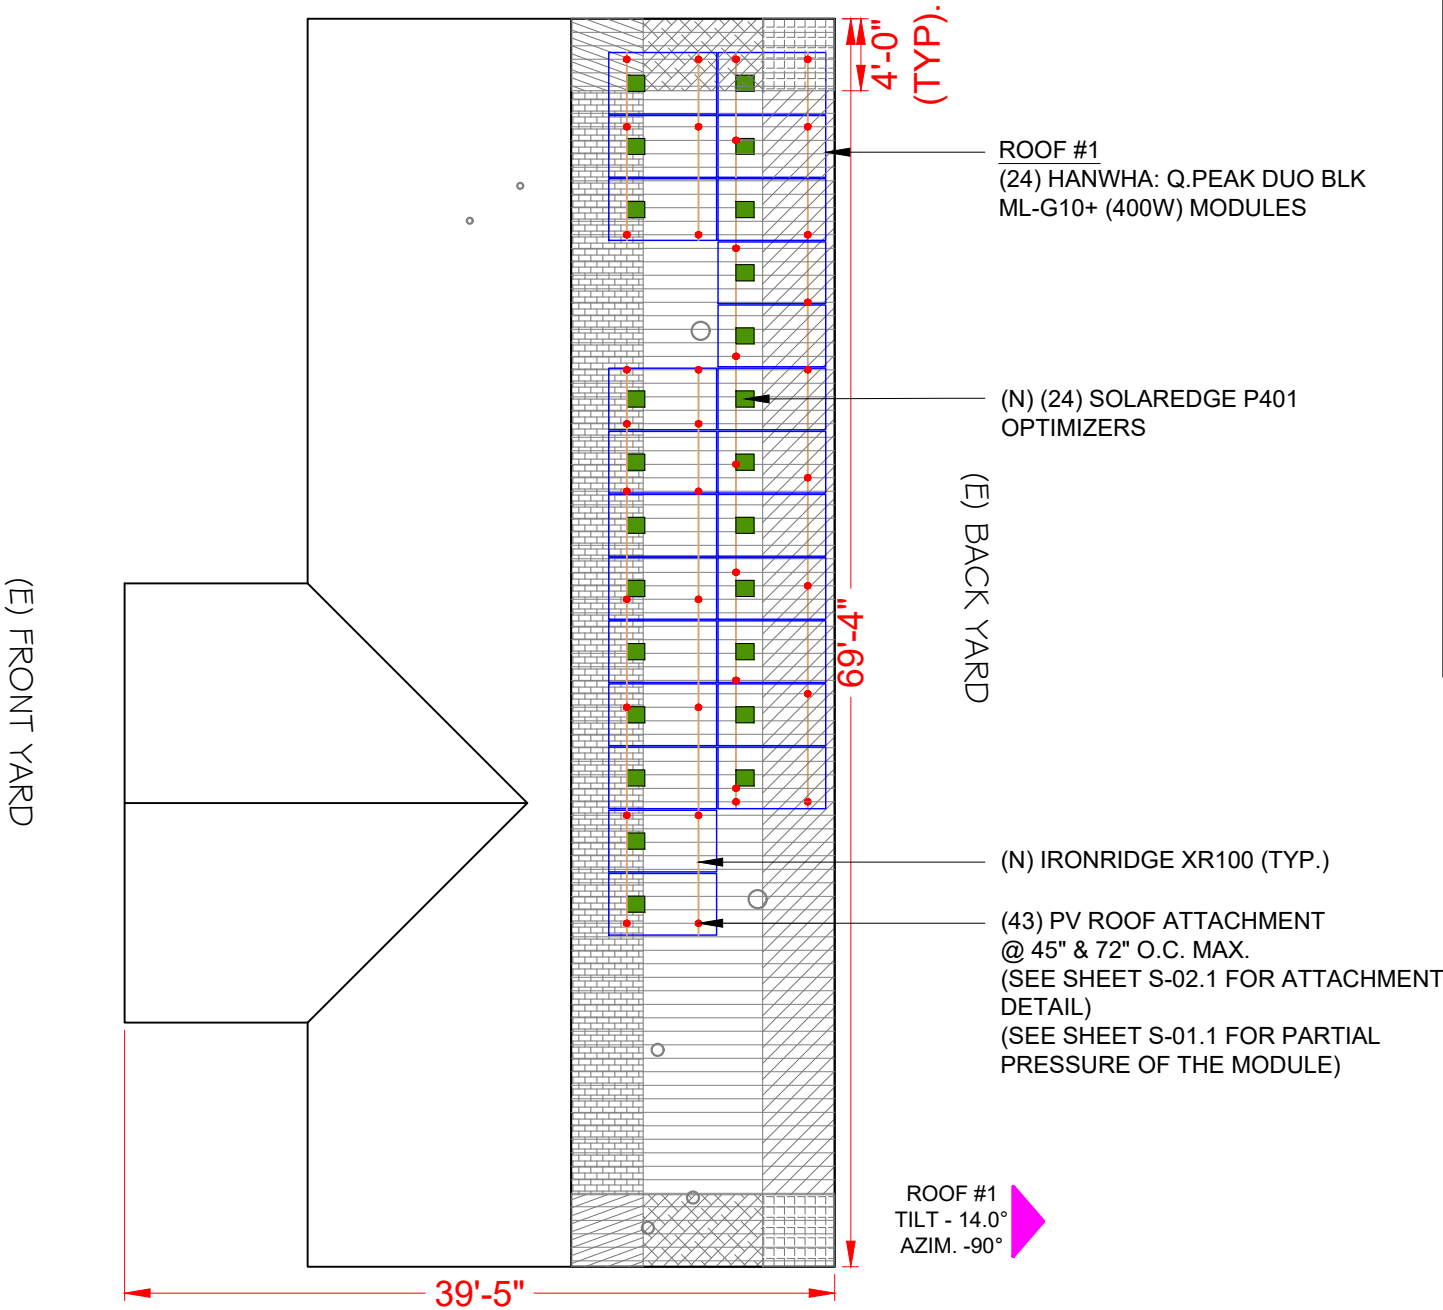 4'-0"
(TYP).
ROOF #1
(24) HANWHA: Q.PEAK DUO BLK
ML-G10+ (400W) MODULES
(N) (24) SOLAREDGE P401
OPTIMIZERS
(E) BACK YARD
69'-4"
(E) FRONT YARD
(N) IRONRIDGE XR100 (TYP.)
(43) PV ROOF ATTACHMENT
@ 45" & 72" O.C. MAX.
(SEE SHEET S-02.1 FOR ATTACHMENT
DETAIL)
(SEE SHEET S-01.1 FOR PARTIAL
PRESSURE OF THE MODULE)
ROOF #1
TILT - 14.0°
AZIM. -90°
39'-5"